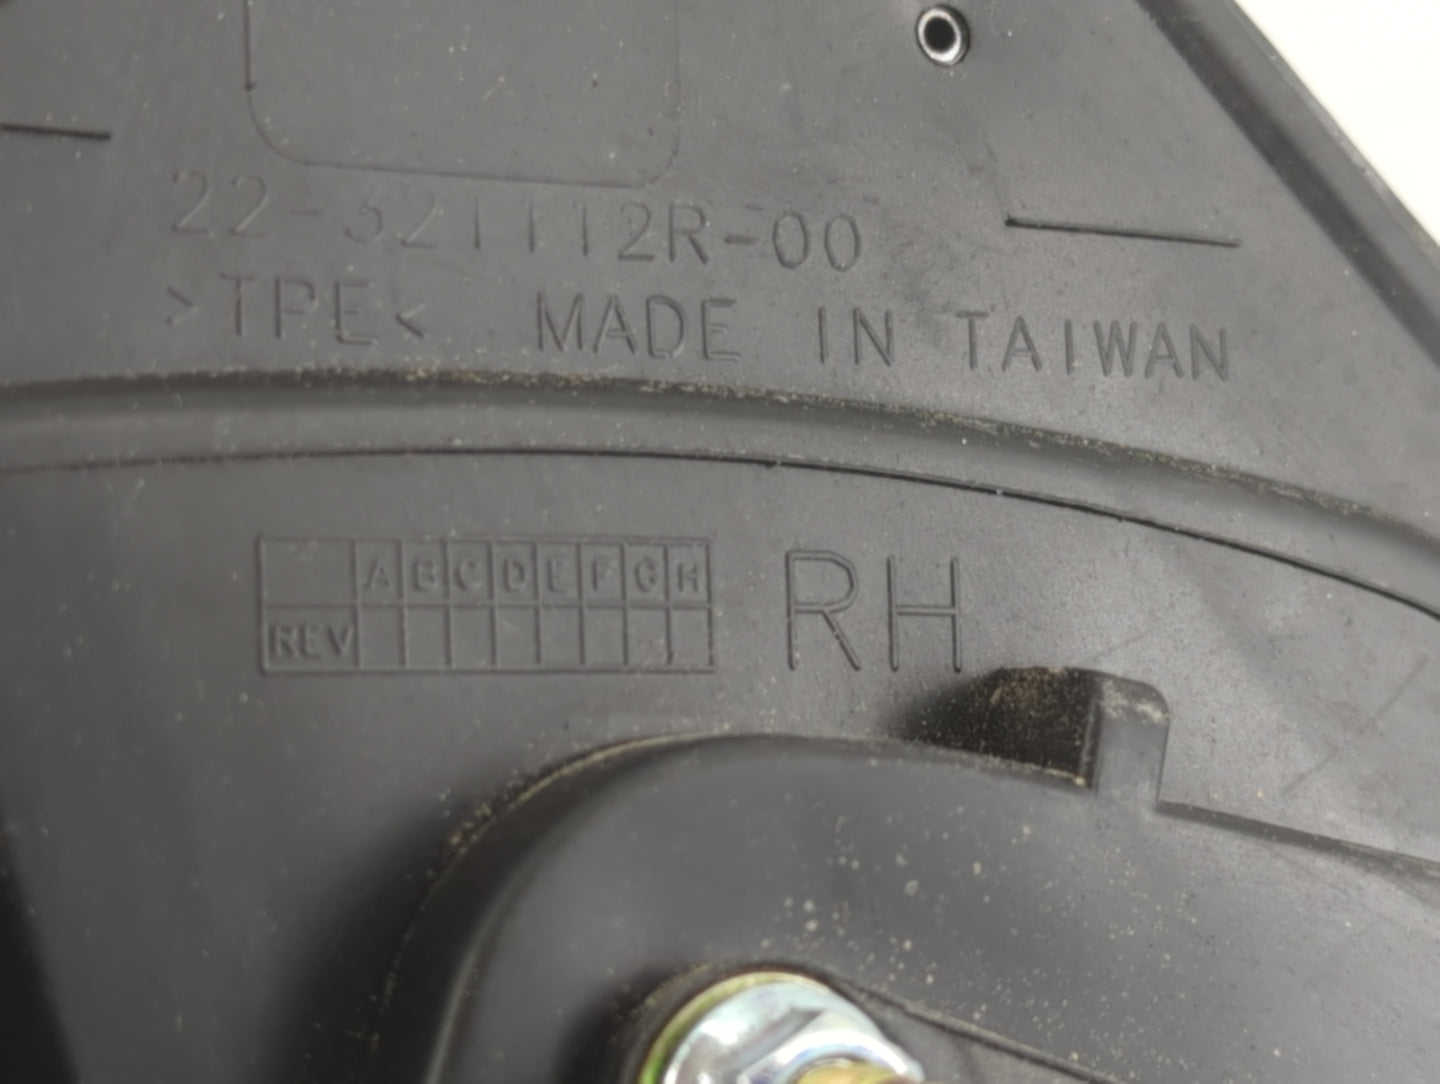 22-321112R-00
>TPE< MADE IN TAIWAN
A B C D E F G H
REV
RH